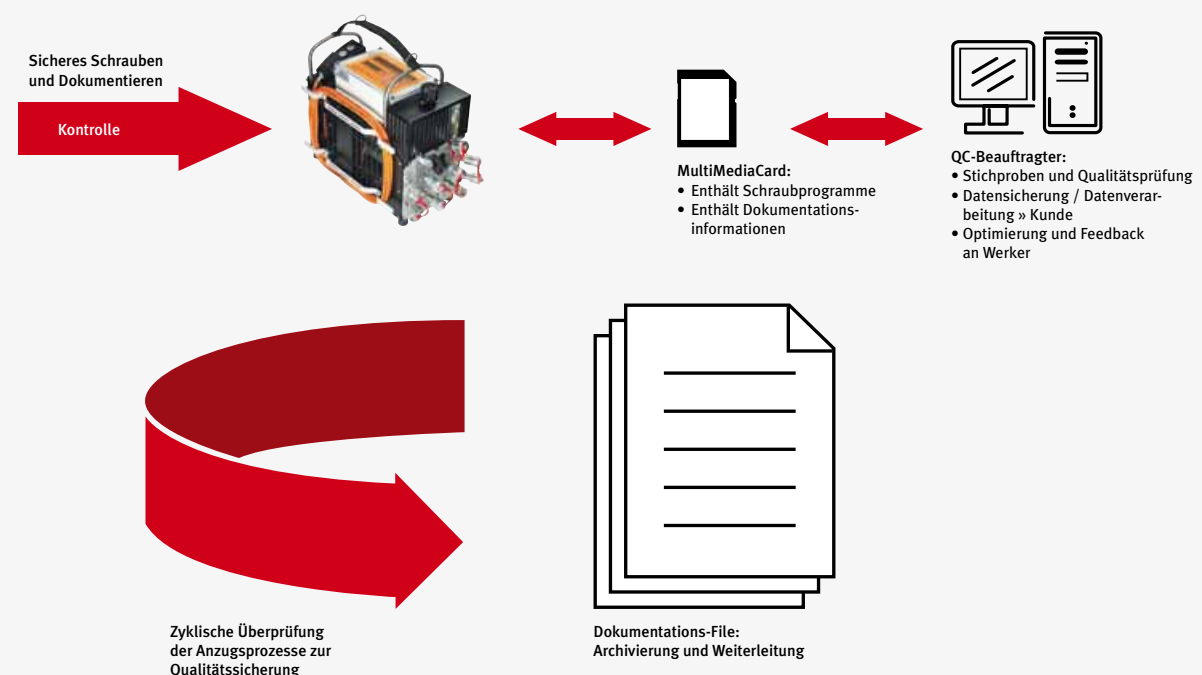 Sicheres Schrauben
und Dokumentieren
Kontrolle
MultiMediaCard:
• Enthält Schraubprogramme
• Enthält Dokumentations-
informationen
QC-Beauftragter:
• Stichproben und Qualitätsprüfung
• Datensicherung / Datenverar-
beitung » Kunde
• Optimierung und Feedback
an Werker
Zyklische Überprüfung
der Anzugsprozesse zur
Qualitätssicherung
Dokumentations-File:
Archivierung und Weiterleitung